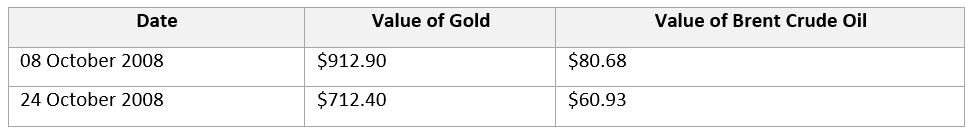 Date Value of Gold Value of Brent Crude Oil
08 October 2008 $912.90 $80.68
24 October 2008 $712.40 $60.93